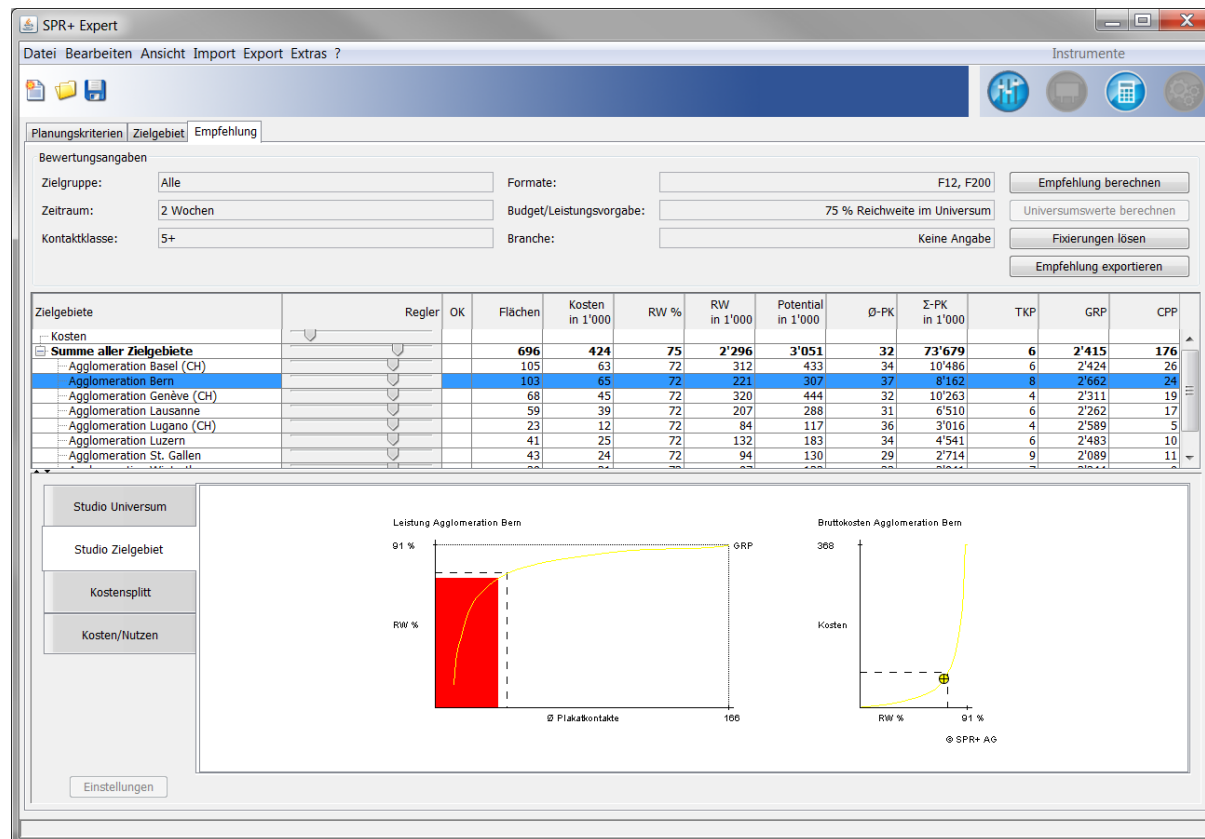 SPR+ Expert
Datei Bearbeiten Ansicht Import Export Extras ?
Instrumente
Planungskriterien Zielgebiet Empfehlung
Bewertungsangaben
Zielgruppe: Alle Formate: F12, F200 Empfehlung berechnen
Zeitraum: 2 Wochen Budget/Leistungsvorgabe: 75 % Reichweite im Universum Universumswerte berechnen
Kontaktklasse: 5+ Branche: Keine Angabe Fixierungen lösen
Empfehlung exportieren
Zielgebiete Regler OK Flächen Kosten in 1'000 RW % RW in 1'000 Potential in 1'000 Ø-PK Σ-PK in 1'000 TKP GRP CPP
Kosten
Summe aller Zielgebiete 696 424 75 2'296 3'051 32 73'679 6 2'415 176
Agglomeration Basel (CH) 105 63 72 312 433 34 10'486 6 2'424 26
Agglomeration Bern 103 65 72 221 307 37 8'162 8 2'662 24
Agglomeration Genève (CH) 68 45 72 320 444 32 10'263 4 2'311 19
Agglomeration Lausanne 59 39 72 207 288 31 6'510 6 2'262 17
Agglomeration Lugano (CH) 23 12 72 84 117 36 3'016 4 2'589 5
Agglomeration Luzern 41 25 72 132 183 34 4'541 6 2'483 10
Agglomeration St. Gallen 43 24 72 94 130 29 2'714 9 2'089 11
Studio Universum
Studio Zielgebiet
Kostensplitt
Kosten/Nutzen
Einstellungen
Leistung Agglomeration Bern
91 % GRP
RW %
Ø Plakatkontakte 166
Bruttokosten Agglomeration Bern
368
Kosten
RW % 91 %
© SPR+ AG